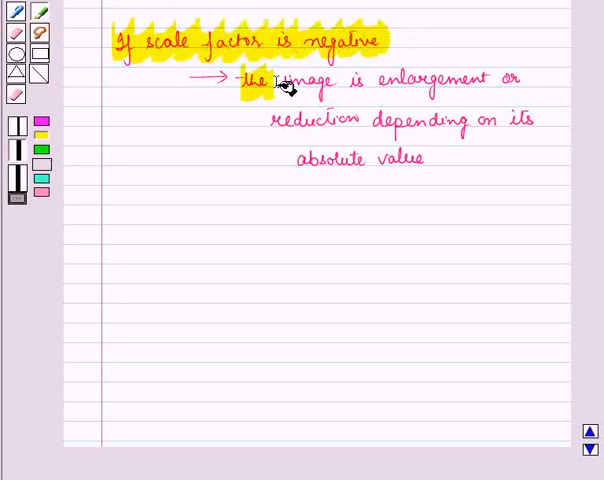 If scale factor is negative
→ the image is enlargement or
reduction depending on its
absolute value